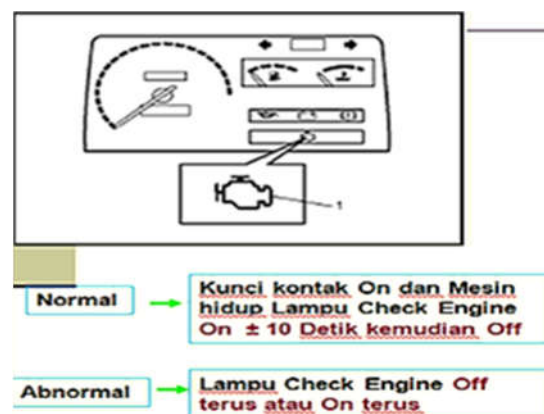 1
Normal
Kunci kontak On dan Mesin
hidup Lampu Check Engine
On ± 10 Detik kemudian Off
Abnormal
Lampu Check Engine Off
terus atau On terus